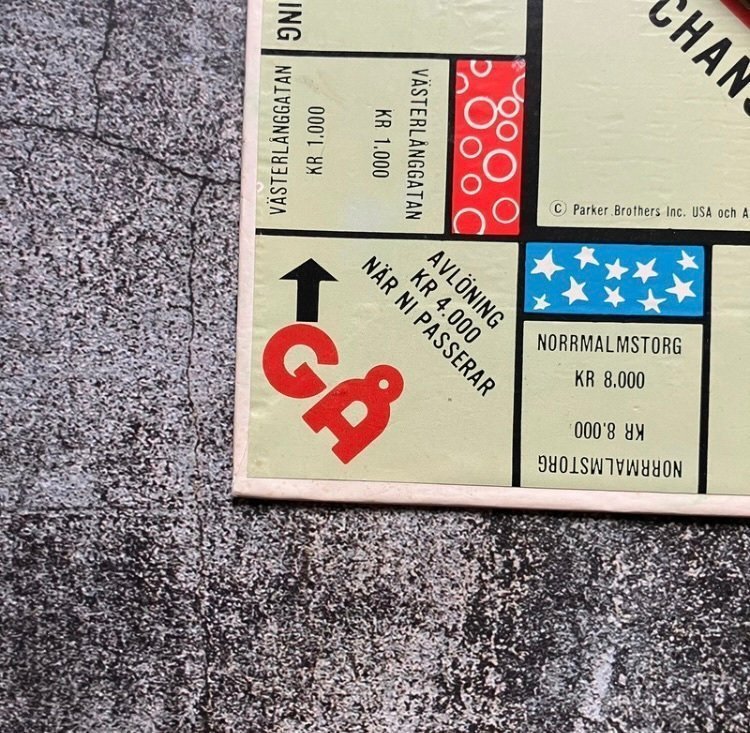 ING
VÄSTERLÅNGGATAN
KR 1.000
KR 1.000
VÄSTERLÅNGGATAN
CHANS
© Parker Brothers Inc. USA och A
AVLÖNING
KR 4.000
NÄR NI PASSERAR
GÅ
NORRMALMSTORG
KR 8.000
KR 8.000
NORRMALMSTORG